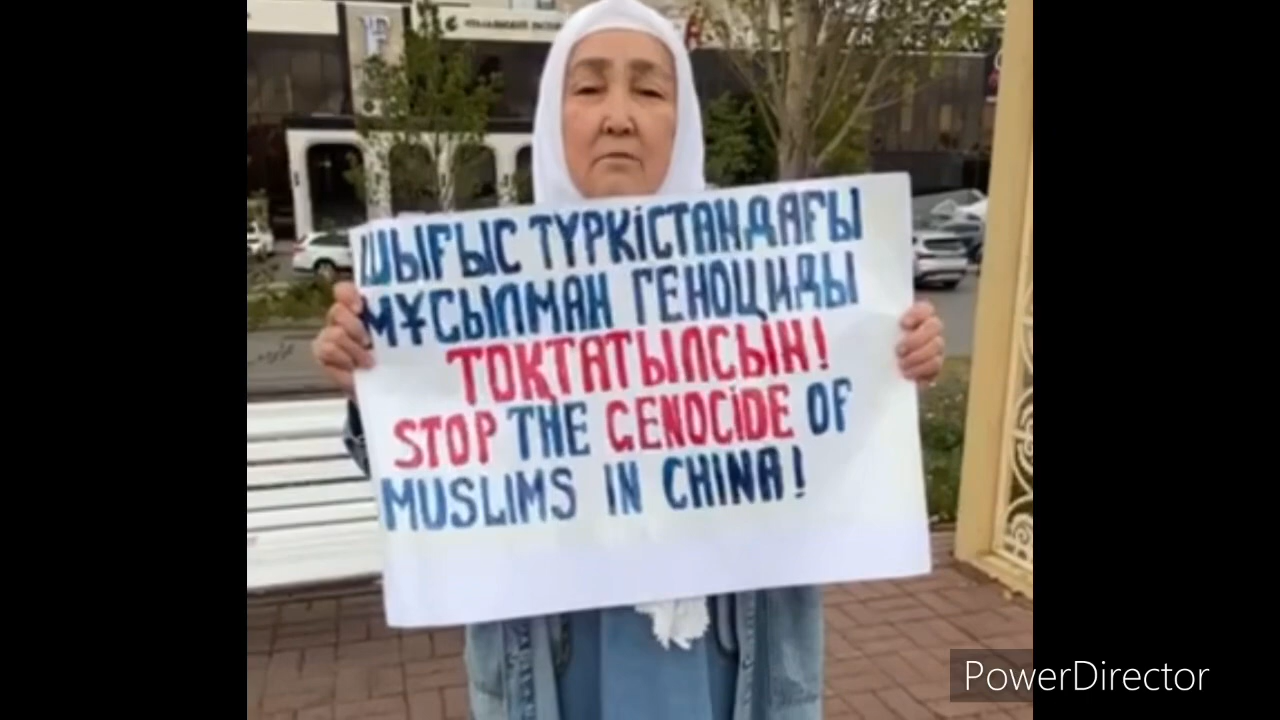 ШЫҒЫС ТҮРКІСТАНДАҒЫ
МҰСЫЛМАН ГЕНОЦИДЫ
ТОҚТАТЫЛСЫН!
STOP THE GENOCIDE OF
MUSLIMS IN CHINA!
PowerDirector